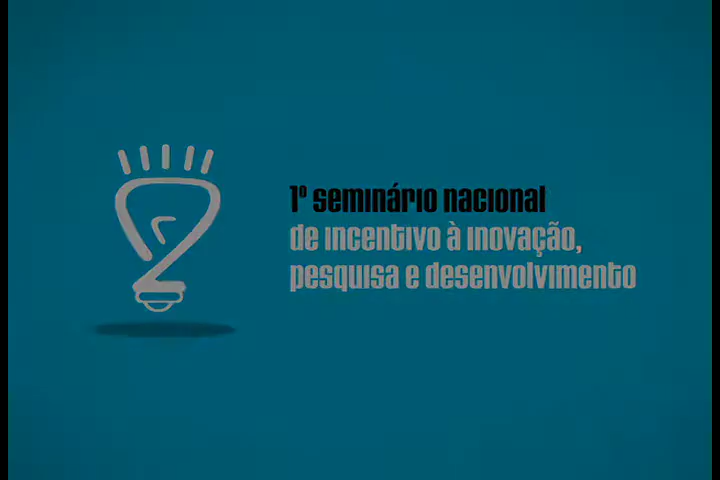 1º seminário nacional
de incentivo à inovação,
pesquisa e desenvolvimento